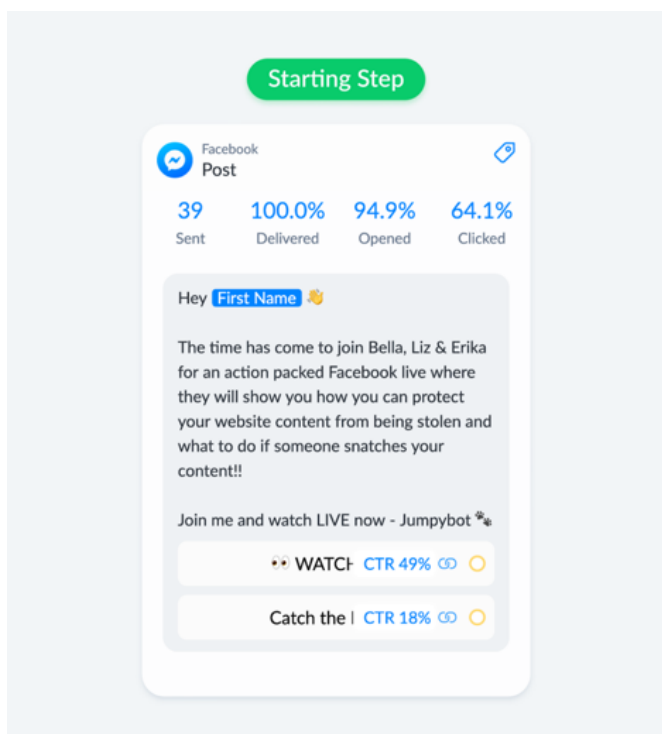 Starting Step
Facebook
Post
39 100.0% 94.9% 64.1%
Sent Delivered Opened Clicked
Hey First Name 👋
The time has come to join Bella, Liz & Erika
for an action packed Facebook live where
they will show you how you can protect
your website content from being stolen and
what to do if someone snatches your
content!!
Join me and watch LIVE now - Jumpybot 🐾
👀 WATCH CTR 49%
Catch the CTR 18%